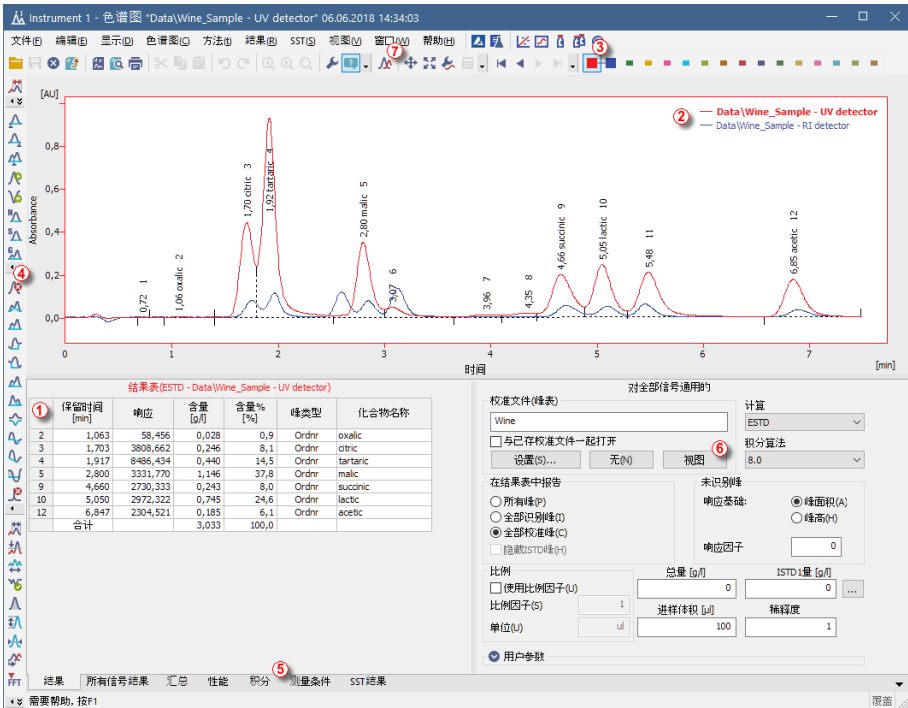 Instrument 1 - 色谱图 "Data\Wine_Sample - UV detector" 06.06.2018 14:34:03
文件(F) 编辑(E) 显示(D) 色谱图(C) 方法(t) 结果(R) SST(S) 视图(V) 窗口(W) 帮助(H)
⑦
③
[AU]
② Data\Wine_Sample - UV detector
Data\Wine_Sample - RI detector
0,8
0,6
0,4
0,2
0,0
Absorbance
④
0,72 1
1,06 oxalic 2
1,70 citric 3
1,92 tartaric 4
2,80 malic 5
3,07 6
3,96 7
4,35 8
4,66 succinic 9
5,05 lactic 10
5,48 11
6,85 acetic 12
0 1 2 3 4 5 6 7
时间 [min]
结果表(ESTD - Data\Wine_Sample - UV detector)
① 保留时间 [min] 响应 含量 [g/l] 含量% [%] 峰类型 化合物名称
2 1,063 58,456 0,028 0,9 Ordnr oxalic
3 1,703 3808,662 0,246 8,1 Ordnr citric
4 1,917 8486,434 0,440 14,5 Ordnr tartaric
5 2,800 3331,770 1,146 37,8 Ordnr malic
9 4,660 2730,333 0,243 8,0 Ordnr succinic
10 5,050 2972,322 0,745 24,6 Ordnr lactic
12 6,847 2304,521 0,185 6,1 Ordnr acetic
合计 3,033 100,0
对全部信号通用的
校准文件(峰表)
Wine
与已存校准文件一起打开
设置(S)... 无(N) 视图
⑥
计算
ESTD
积分算法
8.0
在结果表中报告
所有峰(P)
全部识别峰(I)
全部校准峰(C)
隐藏ISTD峰(H)
未识别峰
响应基础: 峰面积(A)
峰高(H)
响应因子 0
比例
使用比例因子(U)
比例因子(S) 1
单位(U) ul
总量 [g/l] ISTD1量 [g/l]
0 0 ...
进样体积 [µl] 稀释度
100 1
用户参数
⑤
结果 所有信号结果 汇总 性能 积分 测量条件 SST结果
FFT
需要帮助, 按F1 覆盖